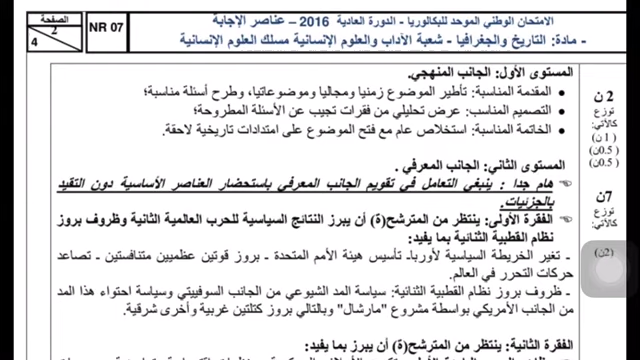 الصفحة
2
4
NR 07
الامتحان الوطني الموحد للبكالوريا - الدورة العادية 2016 – عناصر الإجابة
- مادة: التاريخ والجغرافيا - شعبة الآداب والعلوم الإنسانية مسلك العلوم الإنسانية
المستوى الأول: الجانب المنهجي.
2 ن
• المقدمة المناسبة: تأطير الموضوع زمنيا ومجاليا وموضوعاتيا، وطرح أسئلة مناسبة؛
توزع
• التصميم المناسب: عرض تحليلي من فقرات تجيب عن الأسئلة المطروحة؛
كالآتي:
• الخاتمة المناسبة: استخلاص عام مع فتح الموضوع على امتدادات تاريخية لاحقة.
(1 ن)
(0.5ن)
(0.5ن)
المستوى الثاني: الجانب المعرفي .
هام جدا : ينبغي التعامل في تقويم الجانب المعرفي باستحضار العناصر الأساسية دون التقيد
7ن
بالجزئيات.
توزع
الفقرة الأولى: ينتظر من المترشح(ة) أن يبرز النتائج السياسية للحرب العالمية الثانية وظروف بروز
كالآتي:
نظام القطبية الثنائية بما يفيد:
(2ن)
ـ تغير الخريطة السياسية لأوربا- تأسيس هيئة الأمم المتحدة - بروز قوتين عظميين متنافستين - تصاعد
حركات التحرر في العالم.
ـ ظروف بروز نظام القطبية الثنائية: سياسة المد الشيوعي من الجانب السوفييتي وسياسة احتواء هذا المد
من الجانب الأمريكي بواسطة مشروع "مارشال" وبالتالي بروز كتلتين غربية وأخرى شرقية.
الفقرة الثانية: ينتظر من المترشح(ة) أن يبرز بما يفيد: